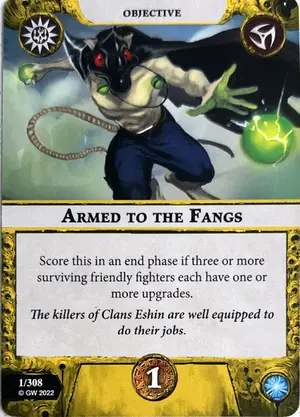 OBJECTIVE
ARMED TO THE FANGS
Score this in an end phase if three or more
surviving friendly fighters each have one or
more upgrades.
The killers of Clans Eshin are well equipped to
do their jobs.
1/308
© GW 2022
1